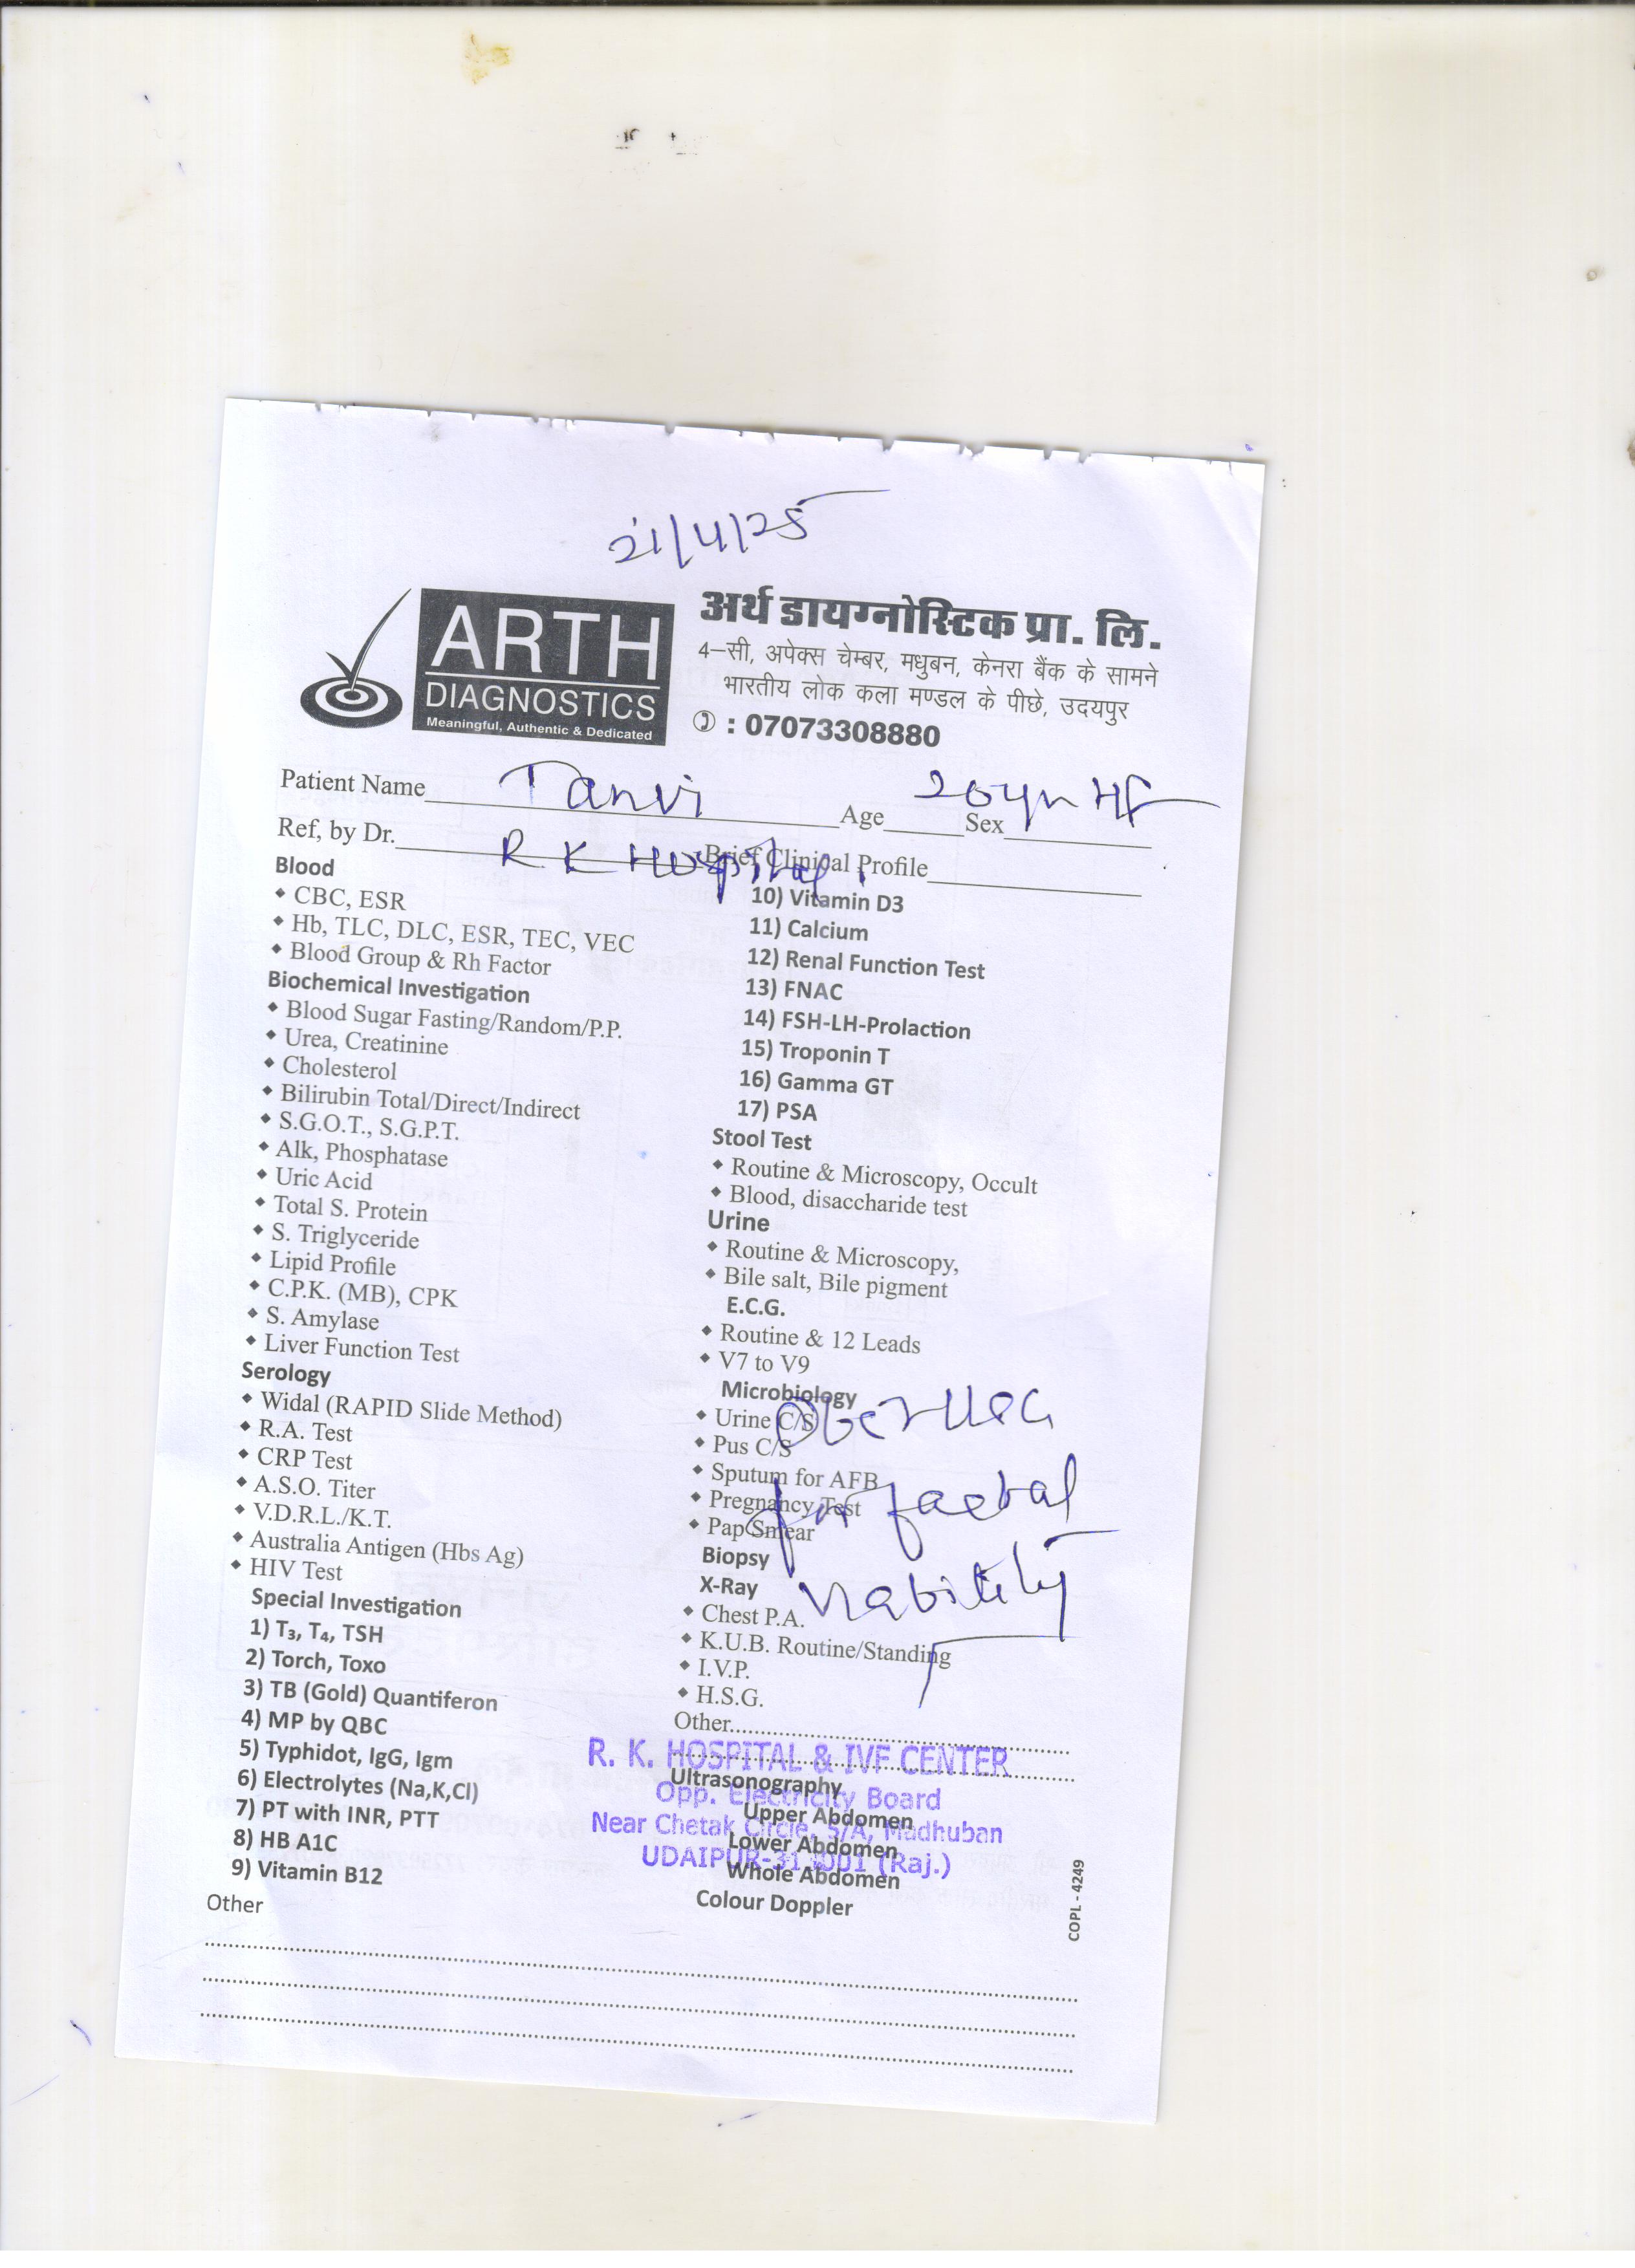 21/4/25
ARTH
DIAGNOSTICS
Meaningful, Authentic & Dedicated
अर्थ डायग्नोस्टिक प्रा. लि.
4–सी, अपेक्स चेम्बर, मधुबन, केनरा बैंक के सामने
भारतीय लोक कला मण्डल के पीछे, उदयपुर
: 07073308880
Patient Name Tanvi Age 20yr Sex
Ref, by Dr. R K Hospital Brief Clinical Profile
Blood
CBC, ESR
Hb, TLC, DLC, ESR, TEC, VEC
Blood Group & Rh Factor
Biochemical Investigation
Blood Sugar Fasting/Random/P.P.
Urea, Creatinine
Cholesterol
Bilirubin Total/Direct/Indirect
S.G.O.T., S.G.P.T.
Alk, Phosphatase
Uric Acid
Total S. Protein
S. Triglyceride
Lipid Profile
C.P.K. (MB), CPK
S. Amylase
Liver Function Test
Serology
Widal (RAPID Slide Method)
R.A. Test
CRP Test
A.S.O. Titer
V.D.R.L./K.T.
Australia Antigen (Hbs Ag)
HIV Test
Special Investigation
1) T₃, T₄, TSH
2) Torch, Toxo
3) TB (Gold) Quantiferon
4) MP by QBC
5) Typhidot, IgG, Igm
6) Electrolytes (Na,K,Cl)
7) PT with INR, PTT
8) HB A1C
9) Vitamin B12
Other
10) Vitamin D3
11) Calcium
12) Renal Function Test
13) FNAC
14) FSH-LH-Prolaction
15) Troponin T
16) Gamma GT
17) PSA
Stool Test
Routine & Microscopy, Occult
Blood, disaccharide test
Urine
Routine & Microscopy,
Bile salt, Bile pigment
E.C.G.
Routine & 12 Leads
V7 to V9
Microbiology
Urine C/S
Pus C/S
Sputum for AFB
Pregnancy Test
Pap Smear
Biopsy
X-Ray
Chest P.A.
K.U.B. Routine/Standing
I.V.P.
H.S.G.
Other
for faetal
viability
Ultrasonography
Upper Abdomen
Lower Abdomen
Whole Abdomen
Colour Doppler
R. K. HOSPITAL & IVF CENTER
Opp. Electricity Board
Near Chetak Circle, 5/A, Madhuban
UDAIPUR-313001 (Raj.)
COPL - 4249